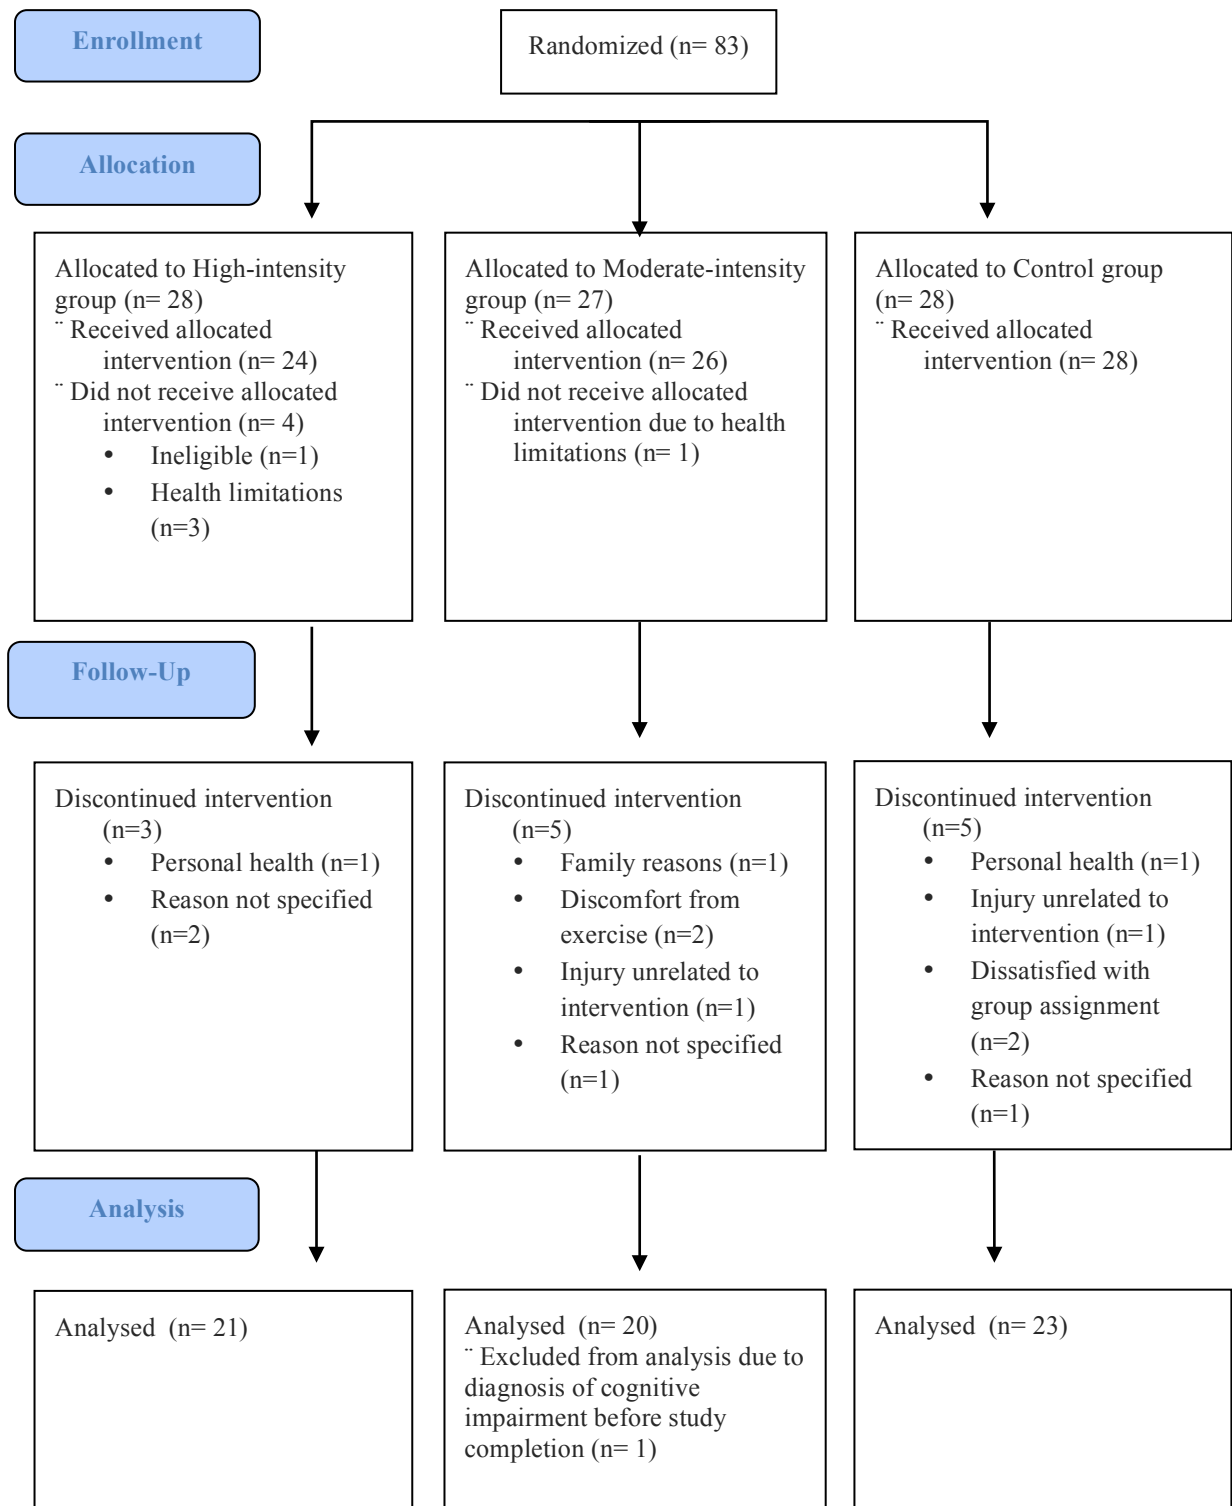 Enrollment
Randomized (n= 83)
Allocation
Allocated to High-intensity
group (n= 28)
¨ Received allocated
intervention (n= 24)
¨ Did not receive allocated
intervention (n= 4)
• Ineligible (n=1)
• Health limitations
(n=3)
Allocated to Moderate-intensity
group (n= 27)
¨ Received allocated
intervention (n= 26)
¨ Did not receive allocated
intervention due to health
limitations (n= 1)
Allocated to Control group
(n= 28)
¨ Received allocated
intervention (n= 28)
Follow-Up
Discontinued intervention
(n=3)
• Personal health (n=1)
• Reason not specified
(n=2)
Discontinued intervention
(n=5)
• Family reasons (n=1)
• Discomfort from
exercise (n=2)
• Injury unrelated to
intervention (n=1)
• Reason not specified
(n=1)
Discontinued intervention
(n=5)
• Personal health (n=1)
• Injury unrelated to
intervention (n=1)
• Dissatisfied with
group assignment
(n=2)
• Reason not specified
(n=1)
Analysis
Analysed (n= 21)
Analysed (n= 20)
¨ Excluded from analysis due to
diagnosis of cognitive
impairment before study
completion (n= 1)
Analysed (n= 23)